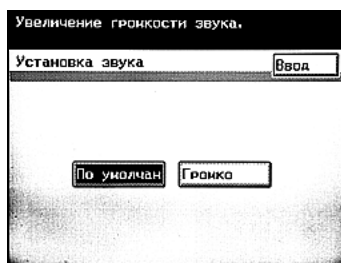 Увеличение громкости звука.
Установка звука
Ввод
По умолчан
Громко